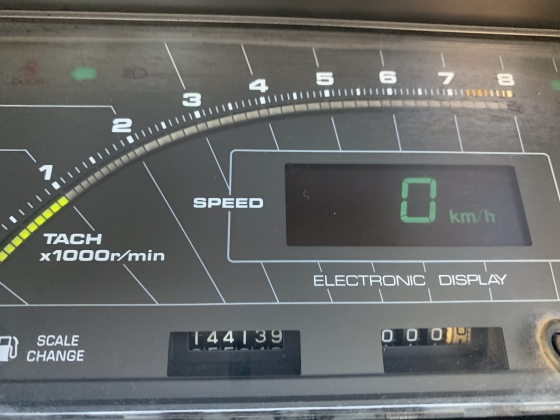 1 2 3 4 5 6 7 8
TACH
x1000r/min
SPEED
0 km/h
ELECTRONIC DISPLAY
SCALE
CHANGE
144139
000